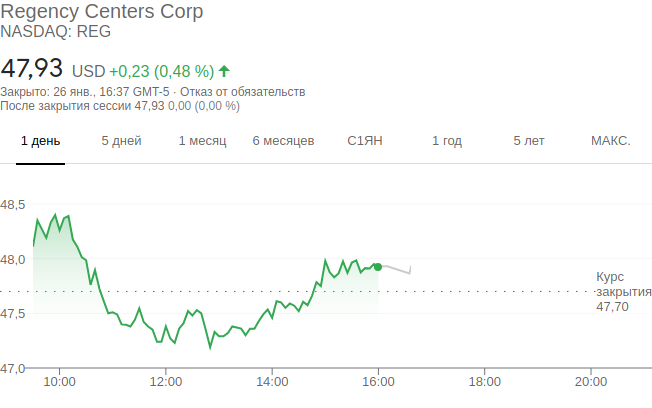 Regency Centers Corp
NASDAQ: REG
47,93 USD +0,23 (0,48 %)
Закрыто: 26 янв., 16:37 GMT-5 · Отказ от обязательств
После закрытия сессии 47,93 0,00 (0,00 %)
1 день 5 дней 1 месяц 6 месяцев С1ЯН 1 год 5 лет МАКС.
48,5
48,0
Курс
закрытия
47,70
47,5
47,0
10:00 12:00 14:00 16:00 18:00 20:00